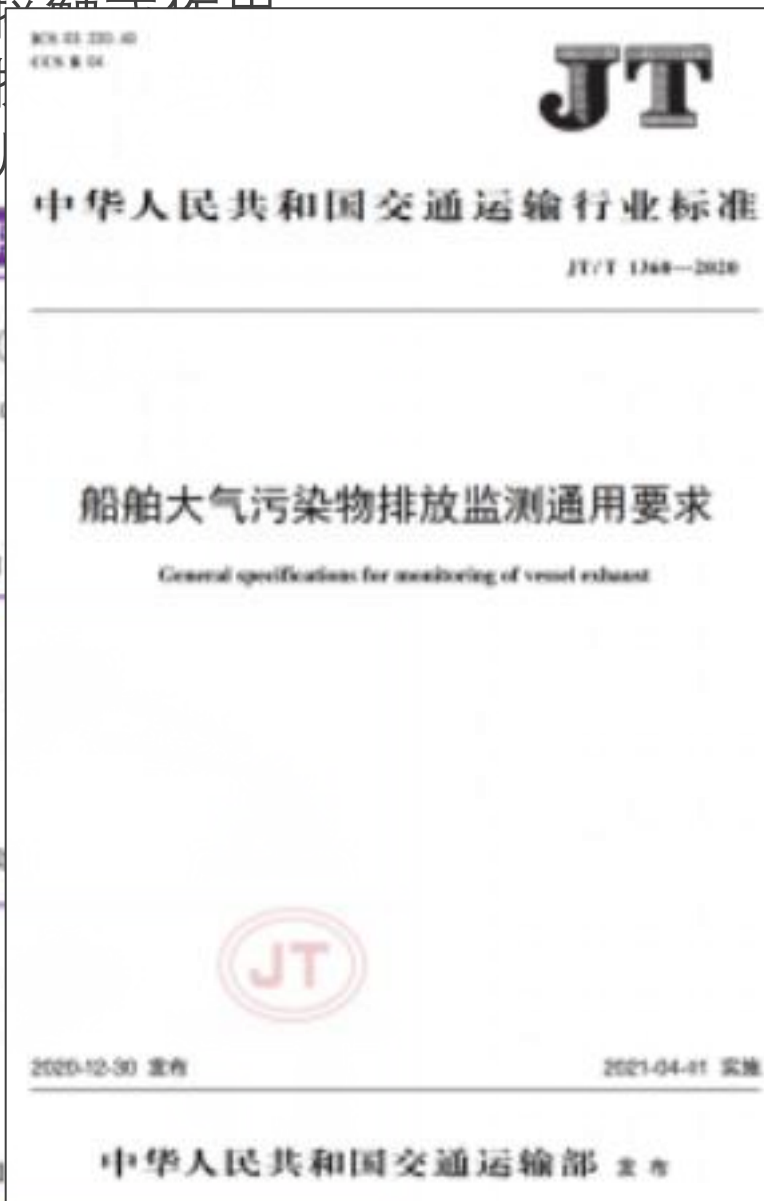 JT
中华人民共和国交通运输行业标准
JT/T 1360—2020
船舶大气污染物排放监测通用要求
General specifications for monitoring of vessel exhaust
JT
2020-12-30 发布
2021-04-01 实施
中华人民共和国交通运输部 发布